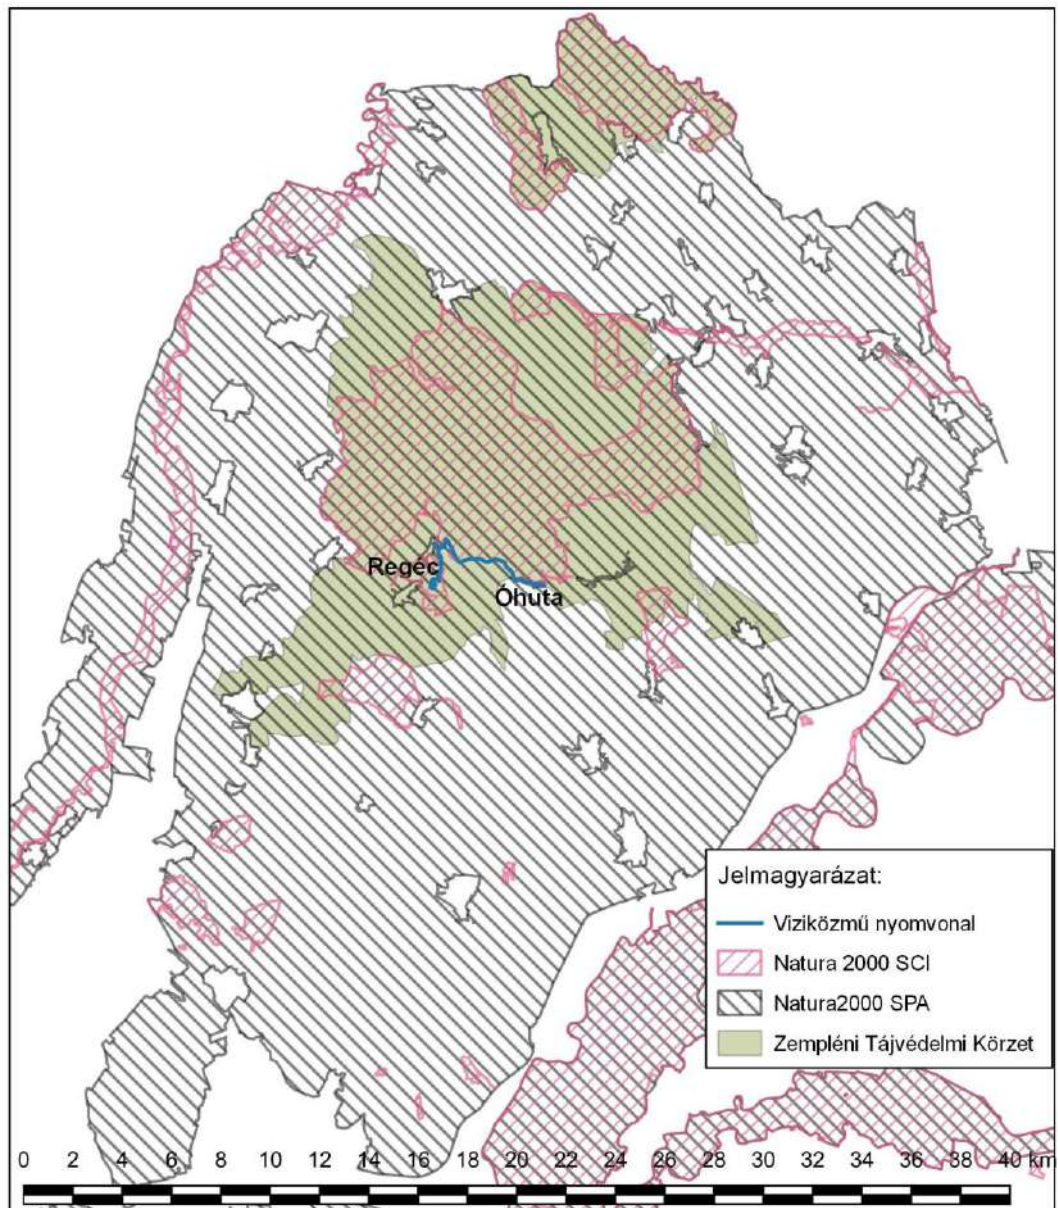 Regéc
Óhuta
Jelmagyarázat:
Viziközmű nyomvonal
Natura 2000 SCI
Natura2000 SPA
Zempléni Tájvédelmi Körzet
0 2 4 6 8 10 12 14 16 18 20 22 24 26 28 30 32 34 36 38 40 km